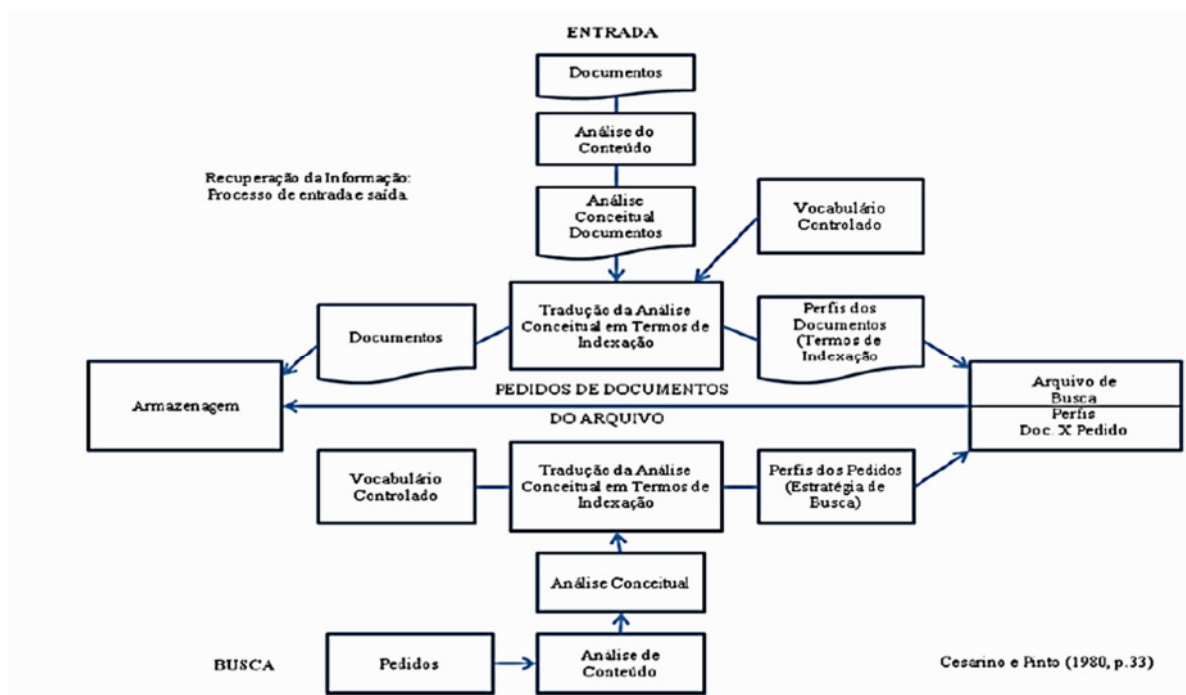 ENTRADA
Documentos
Análise do
Conteúdo
Recuperação da Informação:
Processo de entrada e saída
Análise
Conceitual
Documentos
Vocabulário
Controlado
Documentos
Tradução da Análise
Conceitual em Termos de
Indexação
Perfis dos
Documentos
(Termos de
Indexação
Armazenagem
PEDIDOS DE DOCUMENTOS
DO ARQUIVO
Arquivo de
Busca
Perfis
Doc. X Pedido
Vocabulário
Controlado
Tradução da Análise
Conceitual em Termos de
Indexação
Perfis dos Pedidos
(Estratégia de
Busca)
Análise Conceitual
BUSCA
Pedidos
Análise de
Conteúdo
Cesarino e Pinto (1980, p.33)